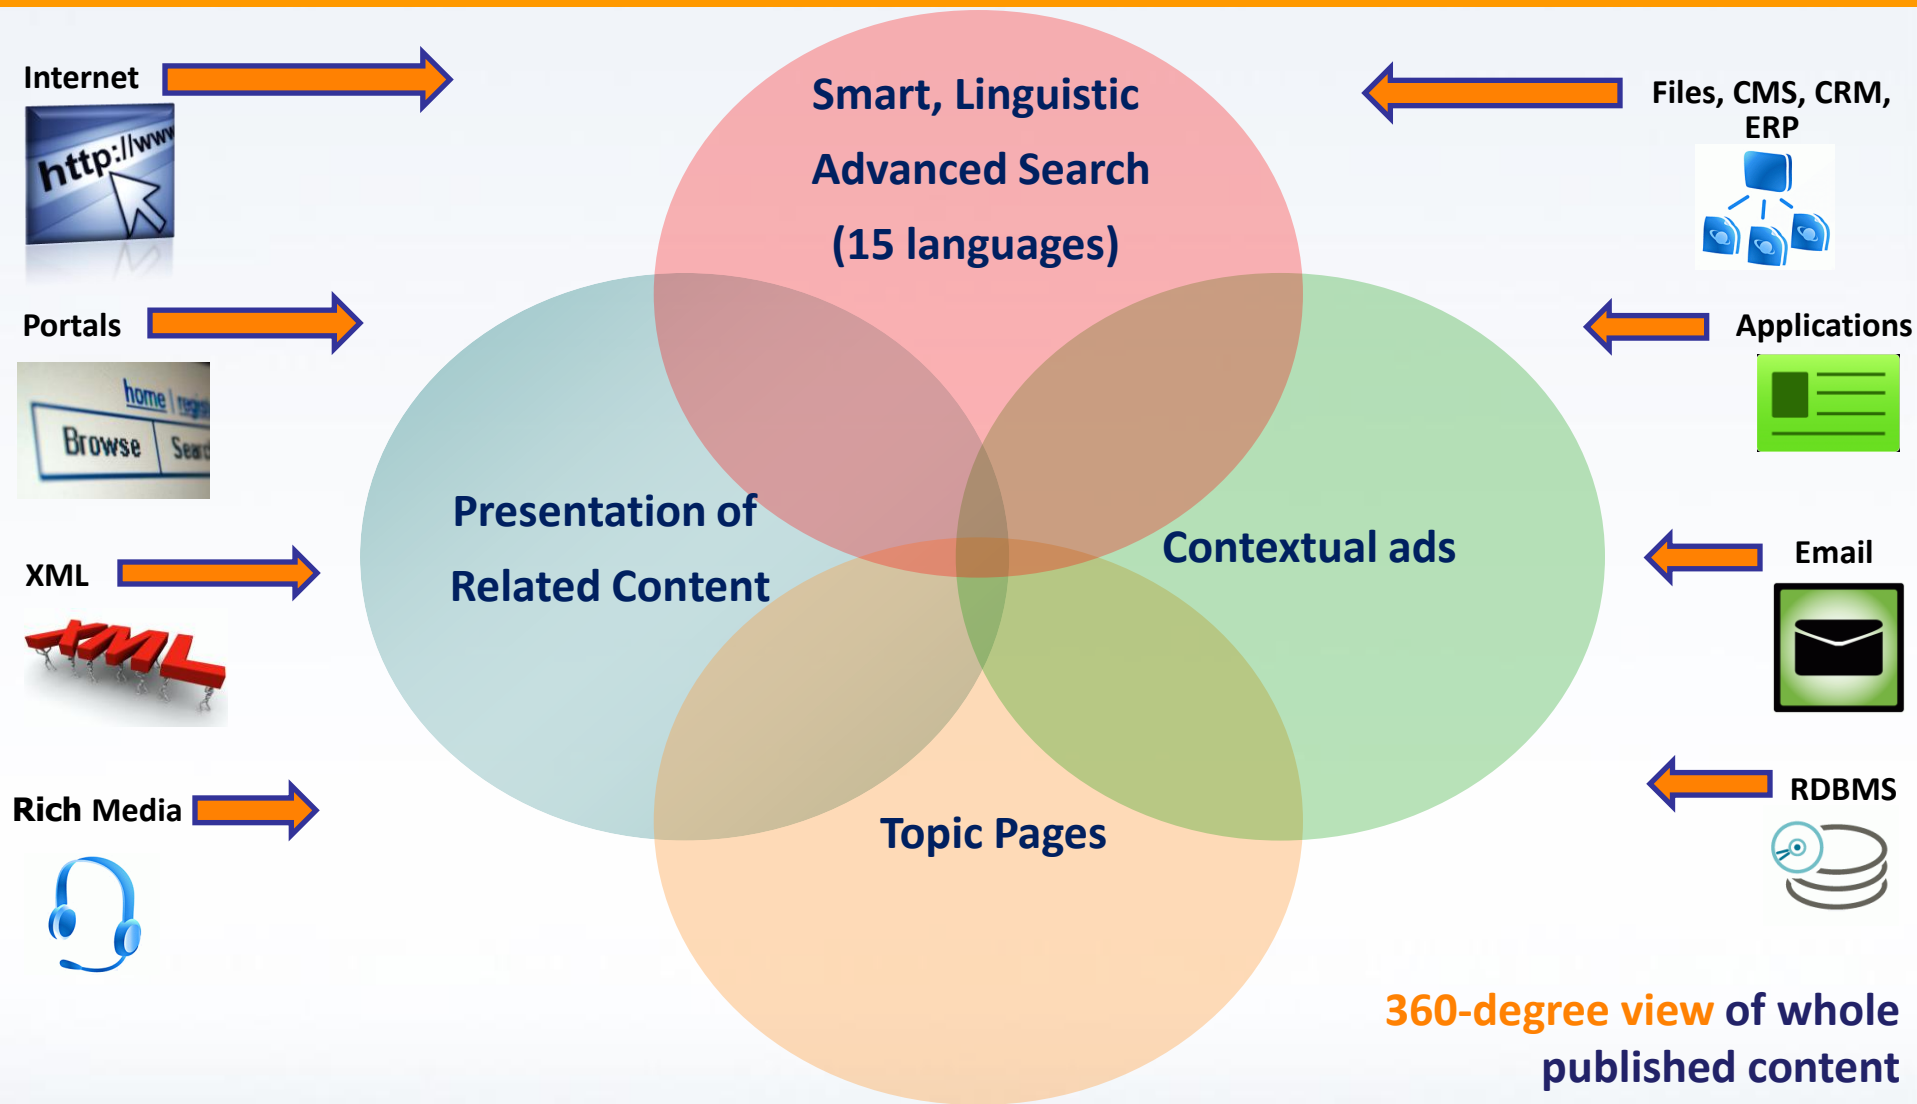 Internet
http://www
Portals
home | regis
Browse
Searc
XML
XML
Rich Media
Smart, Linguistic
Advanced Search
(15 languages)
Presentation of
Related Content
Contextual ads
Topic Pages
Files, CMS, CRM,
ERP
Applications
Email
RDBMS
360-degree view of whole
published content